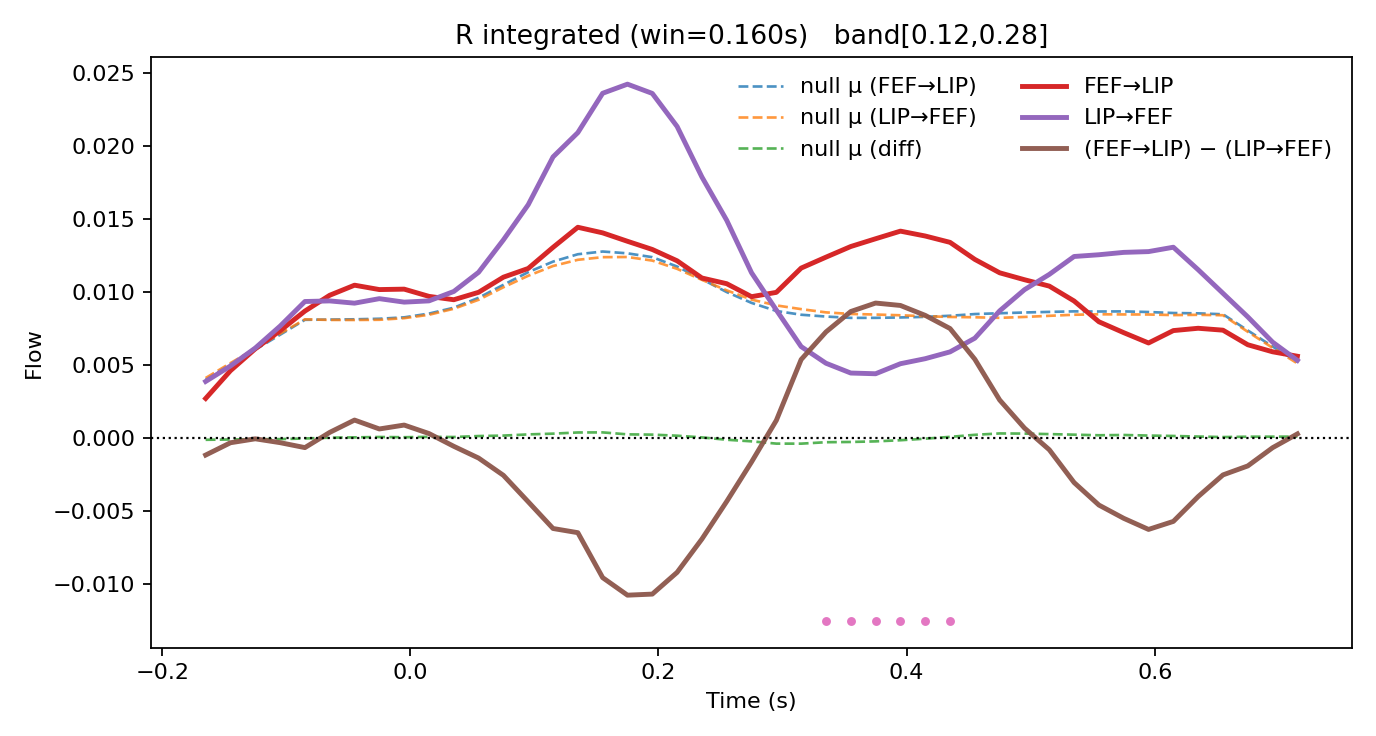 R integrated (win=0.160s)   band[0.12,0.28]
null μ (FEF→LIP)
null μ (LIP→FEF)
null μ (diff)
FEF→LIP
LIP→FEF
(FEF→LIP) − (LIP→FEF)
Flow
0.025
0.020
0.015
0.010
0.005
0.000
−0.005
−0.010
−0.2
0.0
0.2
0.4
0.6
Time (s)